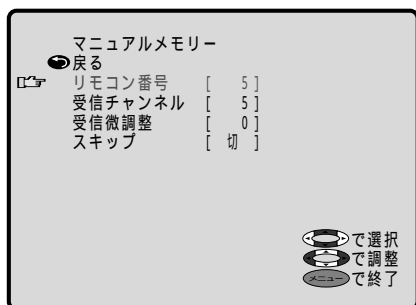 マニュアルメモリー
戻る
リモコン番号 [ 5]
受信チャンネル [ 5]
受信微調整 [ 0]
スキップ [ 切 ]
で選択
で調整
メニュー で終了